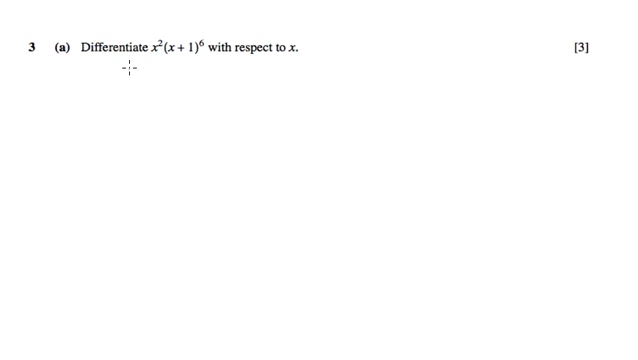 3 (a) Differentiate x²(x + 1)⁶ with respect to x. [3]